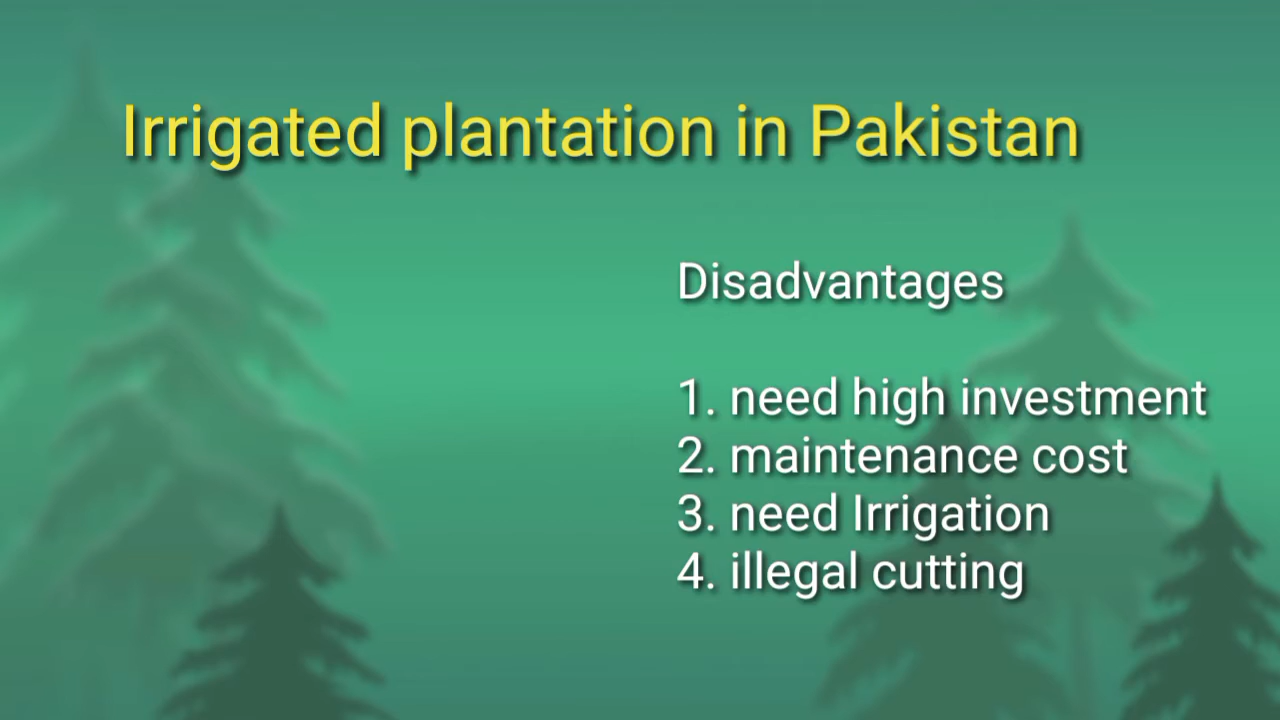 Irrigated plantation in Pakistan
Disadvantages
1. need high investment
2. maintenance cost
3. need Irrigation
4. illegal cutting